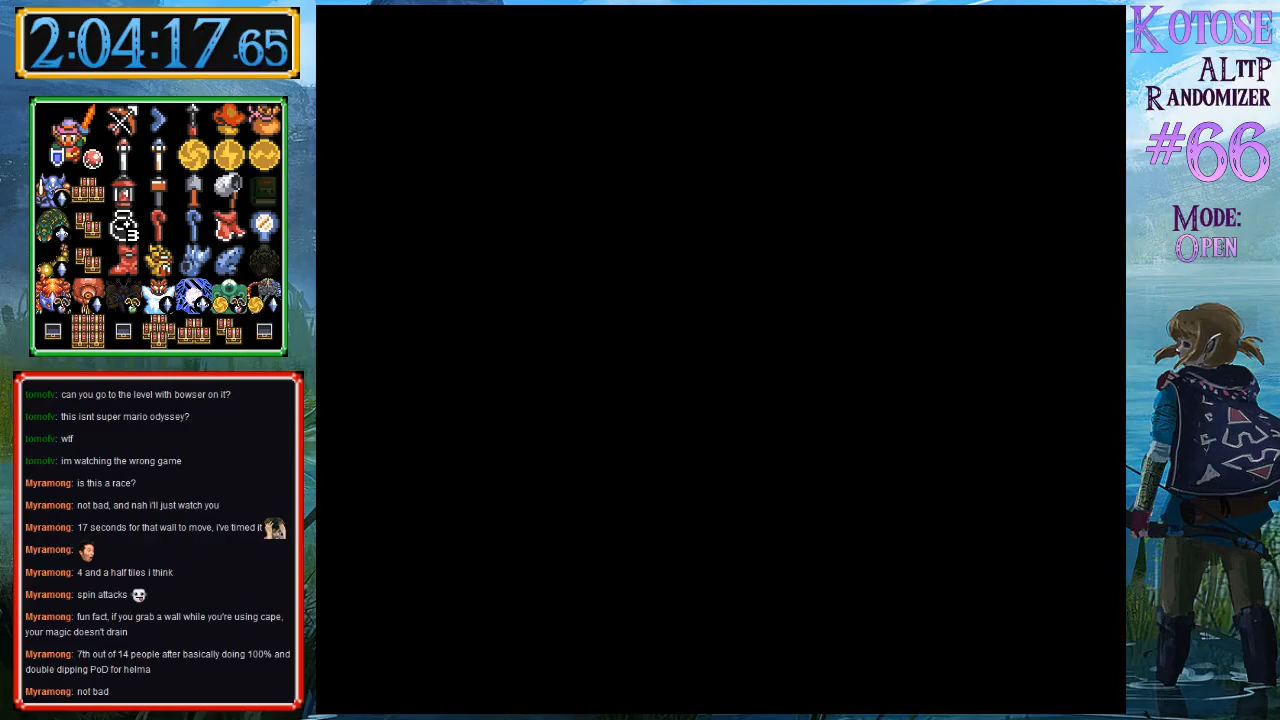 2:04:17.65
KOTOSE
ALTTP
RANDOMIZER
#66
MODE:
OPEN
tomofv: can you go to the level with bowser on it?
tomofv: this isnt super mario odyssey?
tomofv: wtf
tomofv: im watching the wrong game
Myramong: is this a race?
Myramong: not bad, and nah i'll just watch you
Myramong: 17 seconds for that wall to move, i've timed it
Myramong:
Myramong: 4 and a half tiles i think
Myramong: spin attacks
Myramong: fun fact, if you grab a wall while you're using cape,
your magic doesn't drain
Myramong: 7th out of 14 people after basically doing 100% and
double dipping PoD for helma
Myramong: not bad